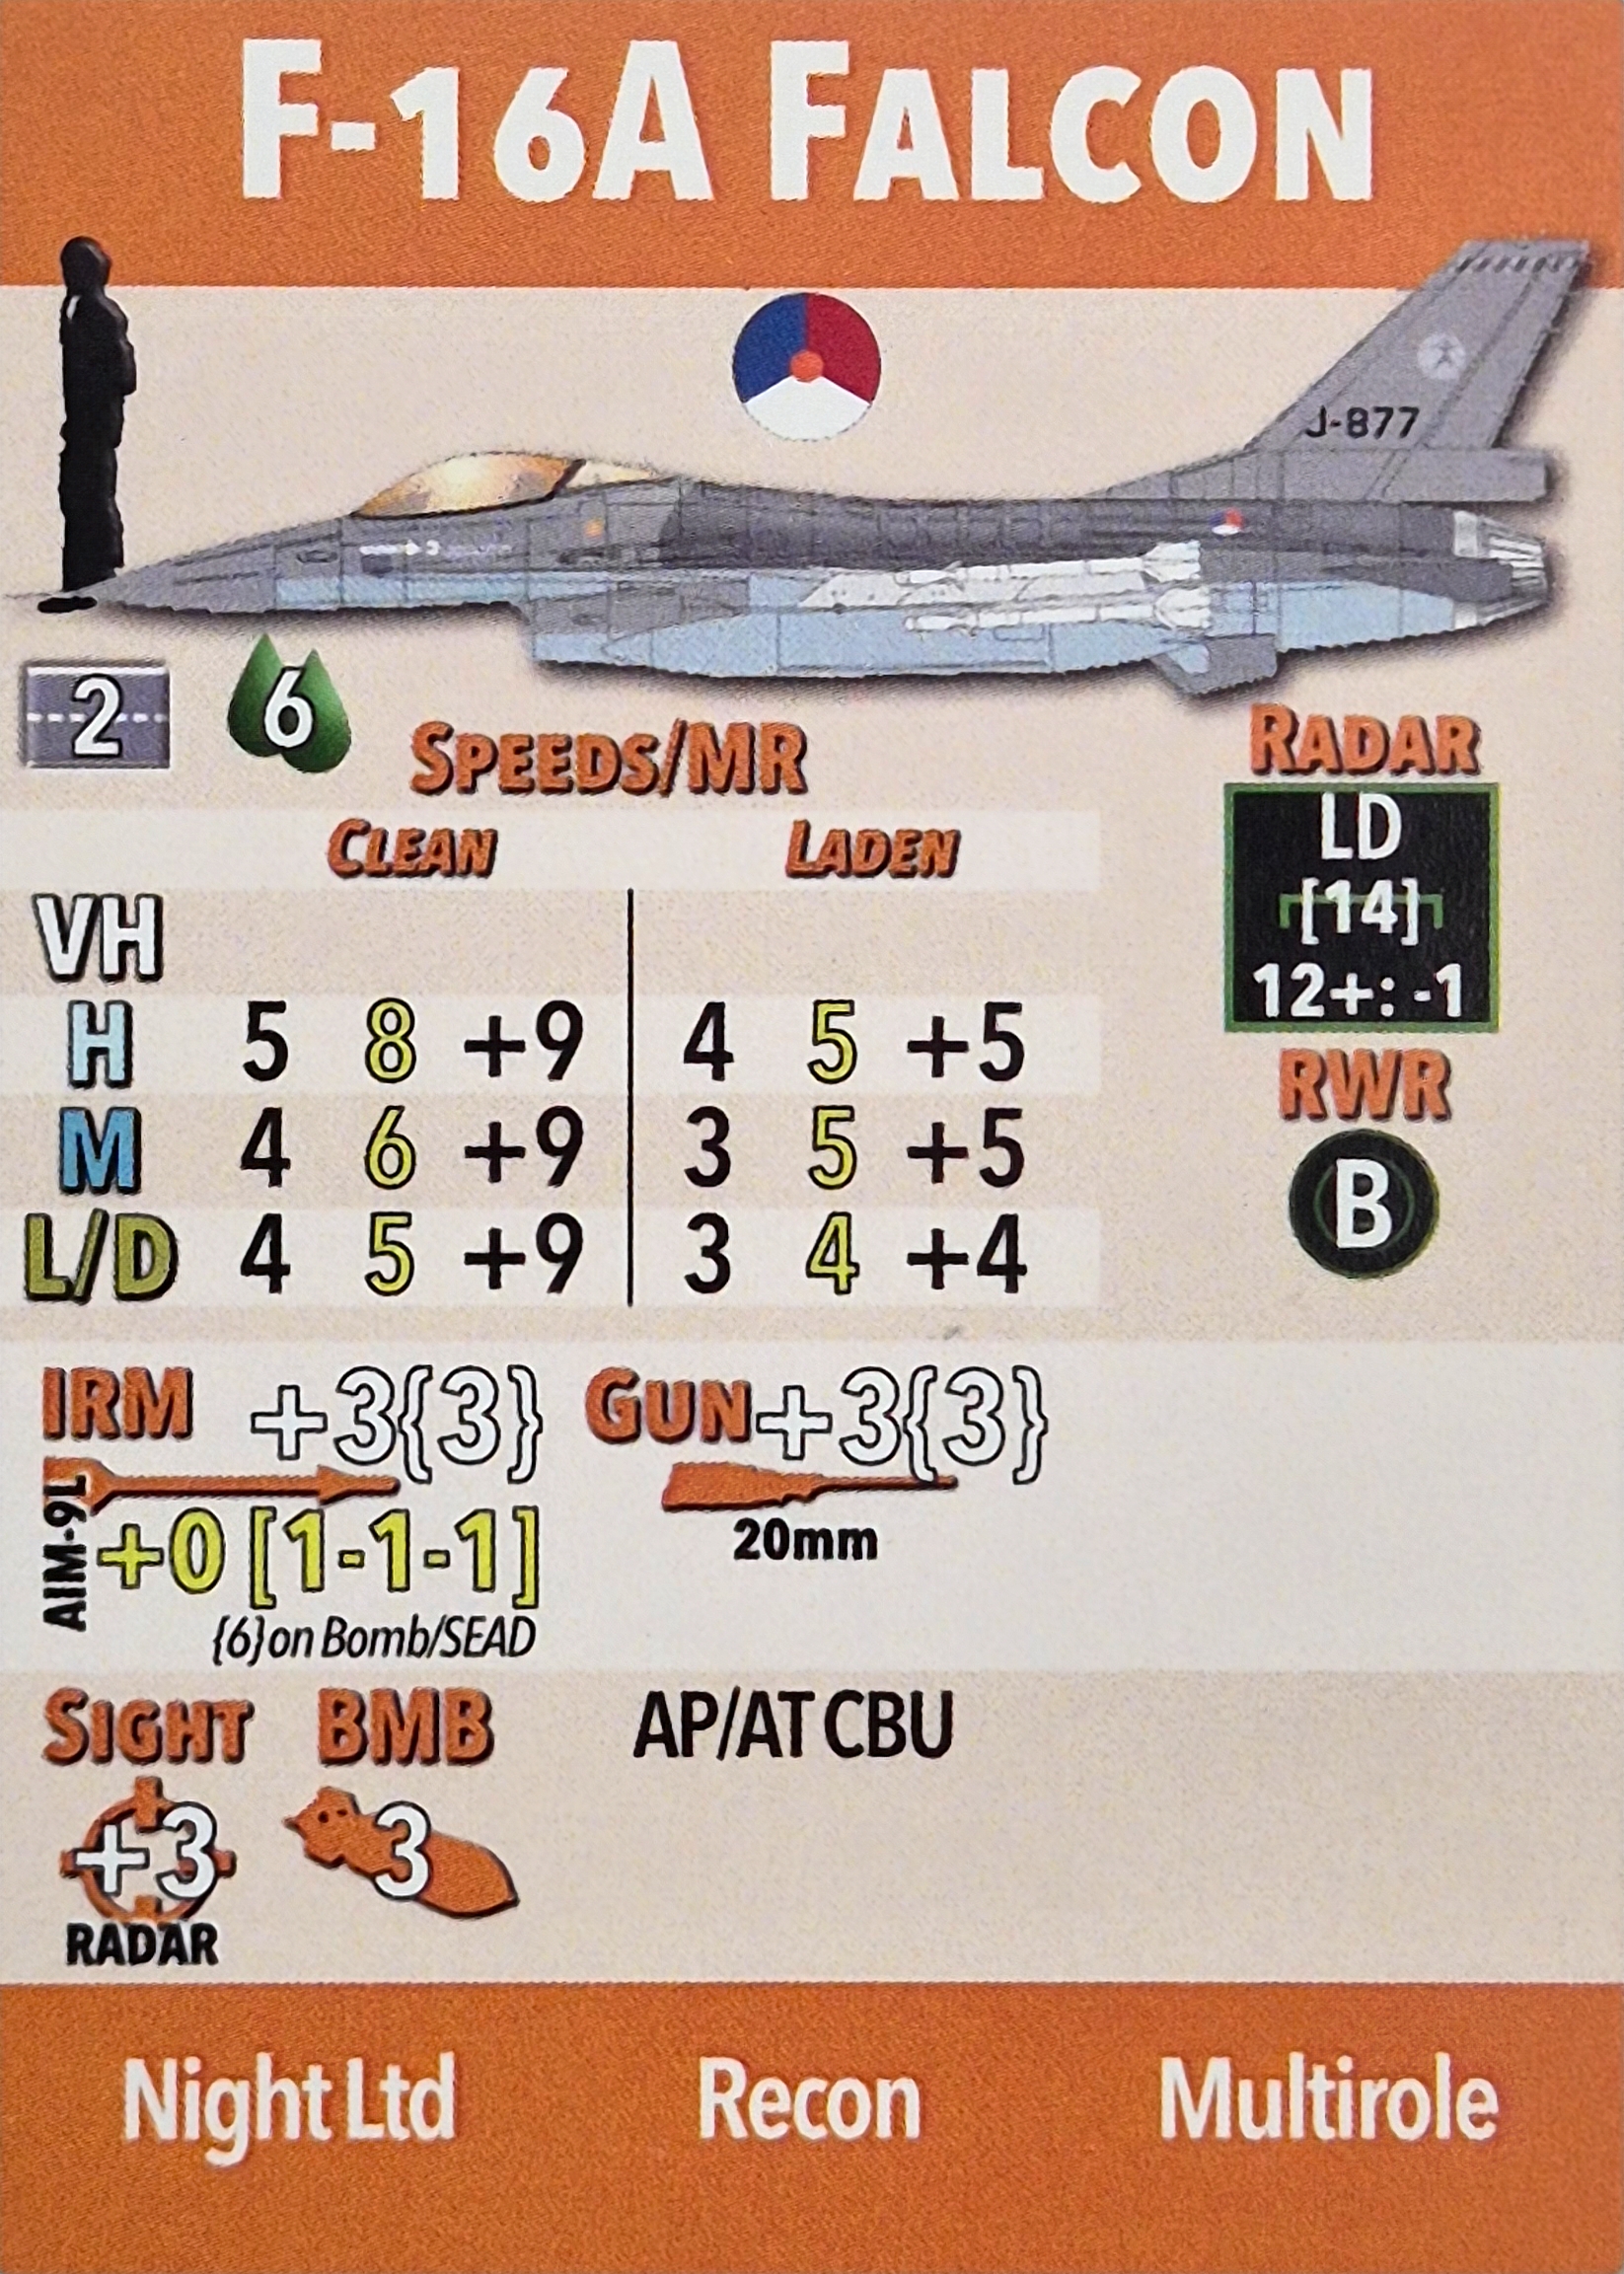 F-16A FALCON
J-877
2 6
SPEEDS/MR
RADAR
CLEAN LADEN
LD
[14]
12+: -1
VH
H 5 8 +9 4 5 +5
M 4 6 +9 3 5 +5
L/D 4 5 +9 3 4 +4
RWR
B
IRM +3{3} GUN +3{3}
AIM-9L
+0 [1-1-1]
20mm
{6} on Bomb/SEAD
SIGHT BMB AP/AT CBU
+3 3
RADAR
Night Ltd Recon Multirole